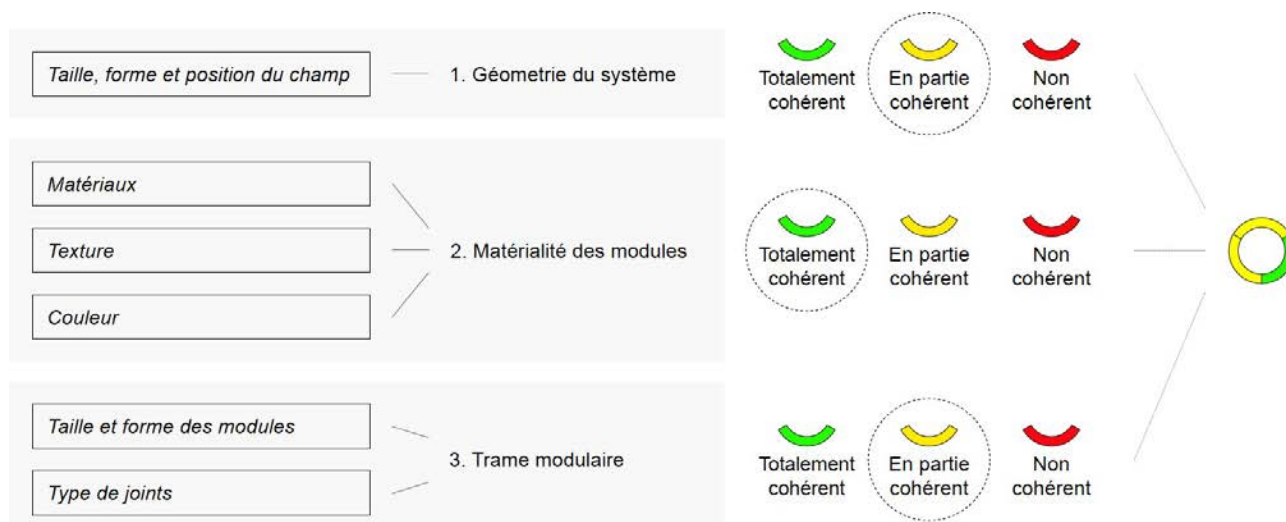 Taille, forme et position du champ
1. Géometrie du système
Totalement
cohérent
En partie
cohérent
Non
cohérent
Matériaux
Texture
Couleur
2. Matérialité des modules
Totalement
cohérent
En partie
cohérent
Non
cohérent
Taille et forme des modules
Type de joints
3. Trame modulaire
Totalement
cohérent
En partie
cohérent
Non
cohérent